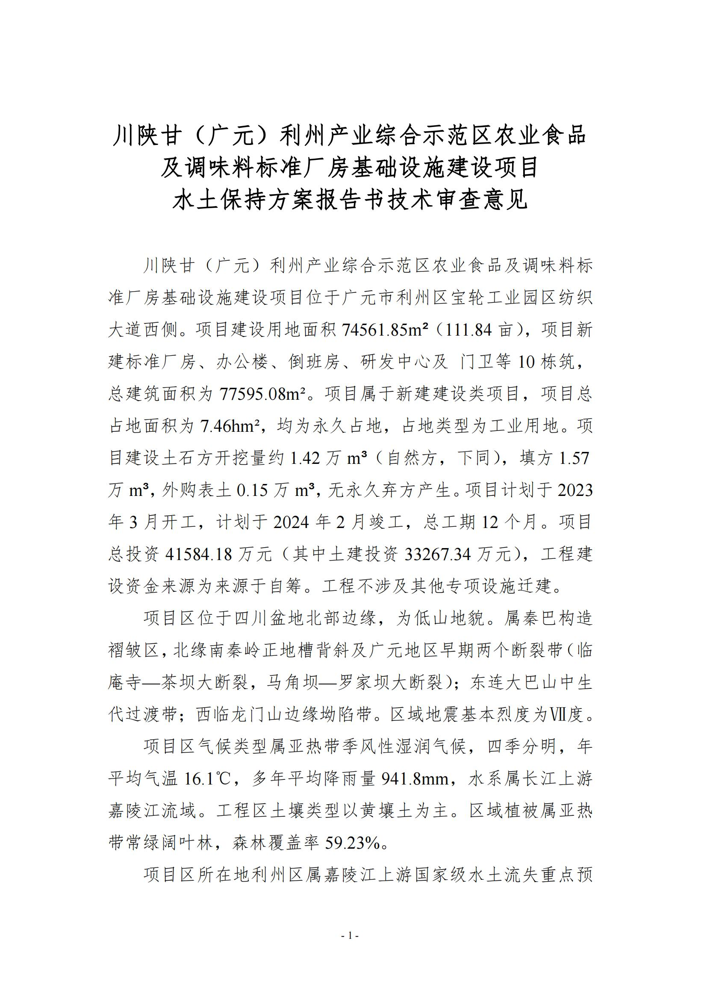 川陕甘（广元）利州产业综合示范区农业食品
及调味料标准厂房基础设施建设项目
水土保持方案报告书技术审查意见
川陕甘（广元）利州产业综合示范区农业食品及调味料标
准厂房基础设施建设项目位于广元市利州区宝轮工业园区纺织
大道西侧。项目建设用地面积 74561.85m²（111.84 亩），项目新
建标准厂房、办公楼、倒班房、研发中心及 门卫等 10 栋筑，
总建筑面积为 77595.08m²。项目属于新建建设类项目，项目总
占地面积为 7.46hm²，均为永久占地，占地类型为工业用地。项
目建设土石方开挖量约 1.42 万 m³（自然方，下同），填方 1.57
万 m³，外购表土 0.15 万 m³，无永久弃方产生。项目计划于 2023
年 3 月开工，计划于 2024 年 2 月竣工，总工期 12 个月。项目
总投资 41584.18 万元（其中土建投资 33267.34 万元），工程建
设资金来源为来源于自筹。工程不涉及其他专项设施迁建。
项目区位于四川盆地北部边缘，为低山地貌。属秦巴构造
褶皱区，北缘南秦岭正地槽背斜及广元地区早期两个断裂带（临
庵寺—茶坝大断裂，马角坝—罗家坝大断裂）；东连大巴山中生
代过渡带；西临龙门山边缘坳陷带。区域地震基本烈度为Ⅶ度。
项目区气候类型属亚热带季风性湿润气候，四季分明，年
平均气温 16.1℃，多年平均降雨量 941.8mm，水系属长江上游
嘉陵江流域。工程区土壤类型以黄壤土为主。区域植被属亚热
带常绿阔叶林，森林覆盖率 59.23%。
项目区所在地利州区属嘉陵江上游国家级水土流失重点预
- 1 -